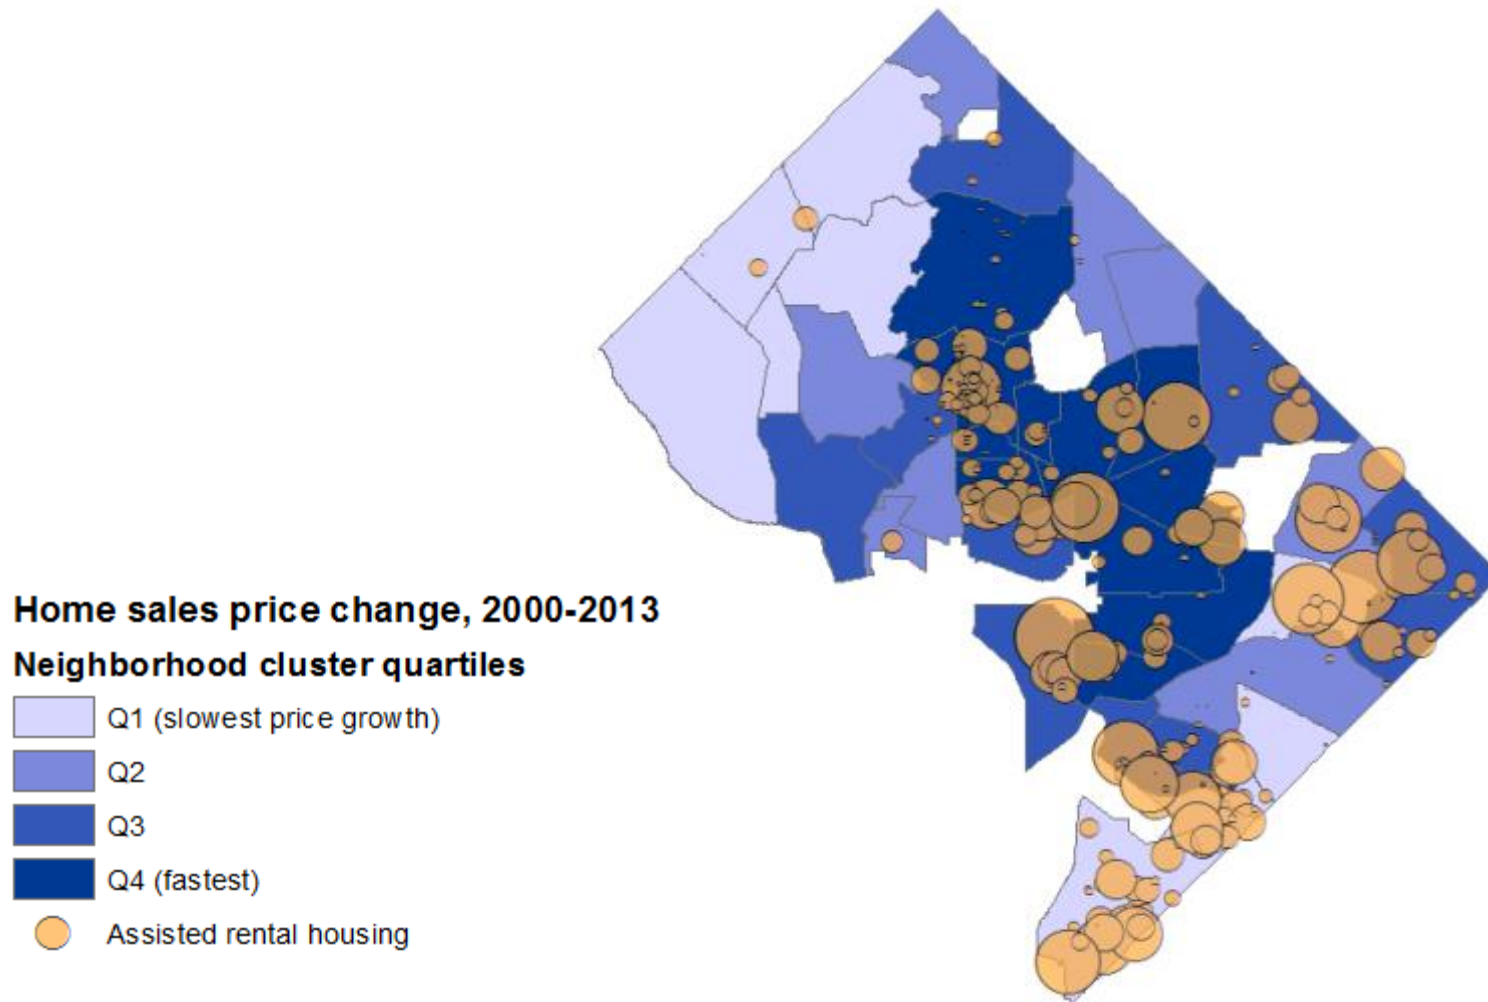 Home sales price change, 2000-2013
Neighborhood cluster quartiles
Q1 (slowest price growth)
Q2
Q3
Q4 (fastest)
Assisted rental housing